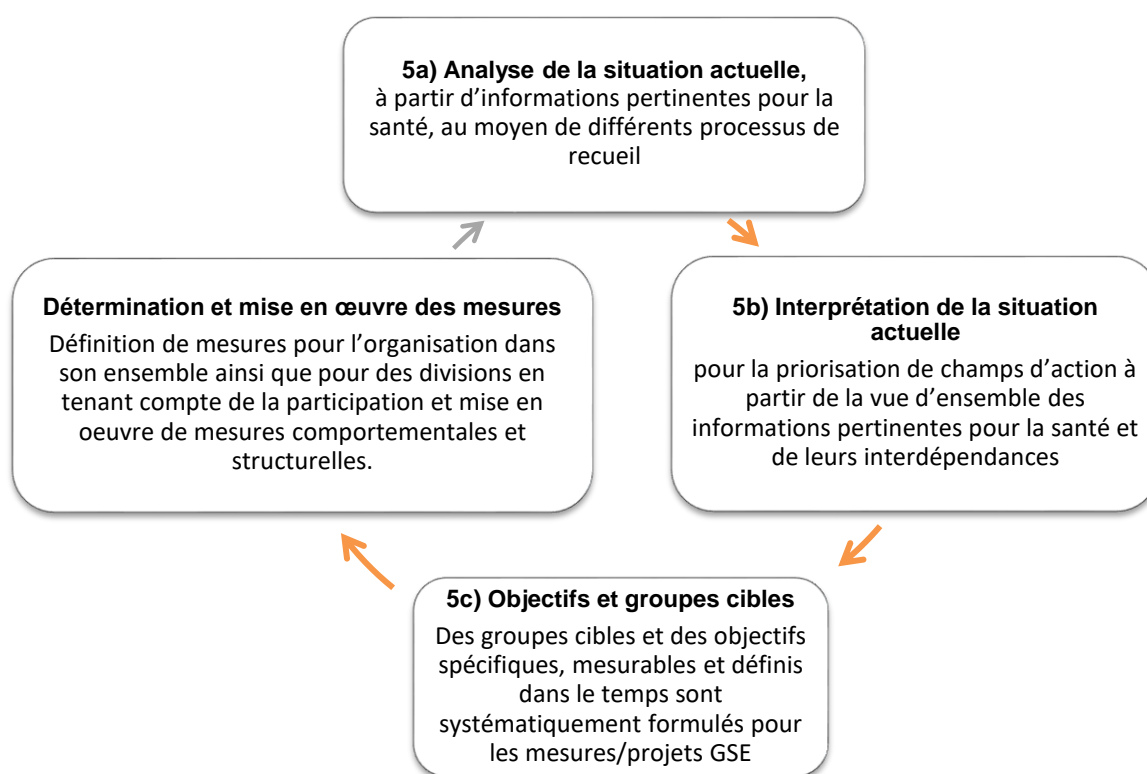 5a) Analyse de la situation actuelle,
à partir d’informations pertinentes pour la
santé, au moyen de différents processus de
recueil
Détermination et mise en œuvre des mesures
Définition de mesures pour l’organisation dans
son ensemble ainsi que pour des divisions en
tenant compte de la participation et mise en
oeuvre de mesures comportementales et
structurelles.
5b) Interprétation de la situation
actuelle
pour la priorisation de champs d’action à
partir de la vue d’ensemble des
informations pertinentes pour la santé et
de leurs interdépendances
5c) Objectifs et groupes cibles
Des groupes cibles et des objectifs
spécifiques, mesurables et définis
dans le temps sont
systématiquement formulés pour
les mesures/projets GSE